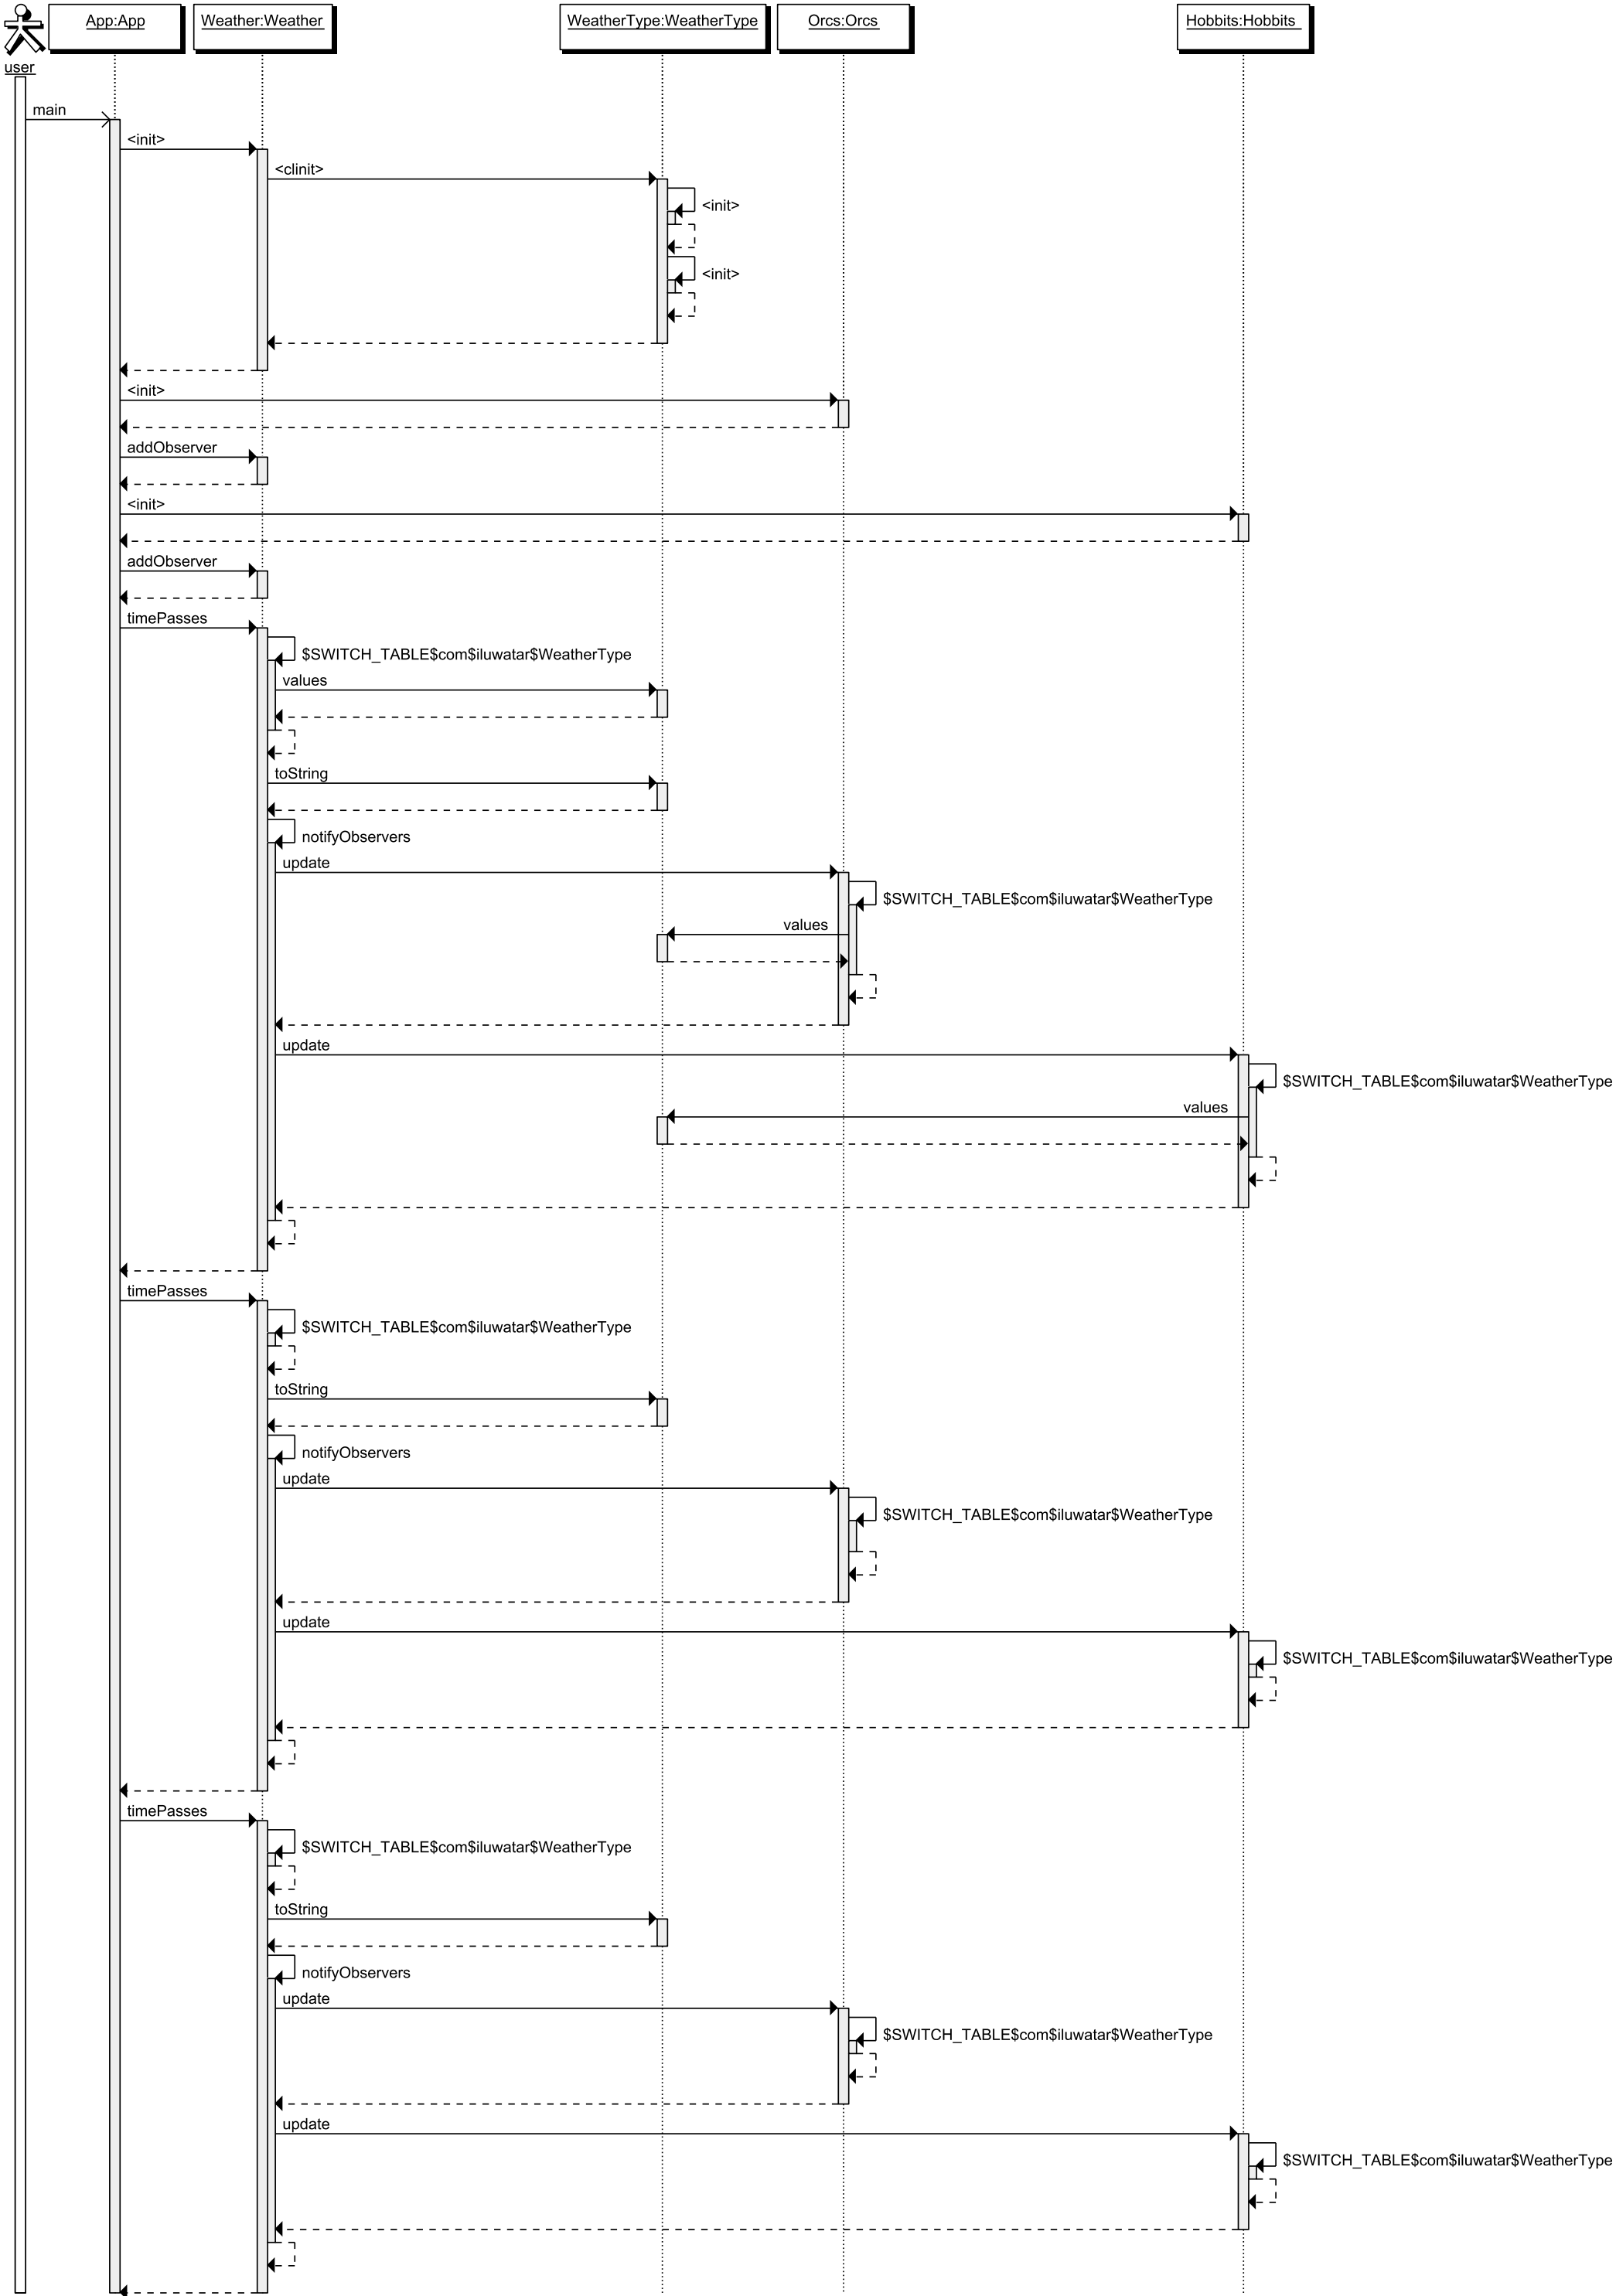 App:App
Weather:Weather
WeatherType:WeatherType
Orcs:Orcs
Hobbits:Hobbits
user
main
<init>
<clinit>
<init>
<init>
<init>
addObserver
<init>
addObserver
timePasses
$SWITCH_TABLE$com$iluwatar$WeatherType
values
toString
notifyObservers
update
$SWITCH_TABLE$com$iluwatar$WeatherType
values
update
$SWITCH_TABLE$com$iluwatar$WeatherType
values
timePasses
$SWITCH_TABLE$com$iluwatar$WeatherType
toString
notifyObservers
update
$SWITCH_TABLE$com$iluwatar$WeatherType
update
$SWITCH_TABLE$com$iluwatar$WeatherType
timePasses
$SWITCH_TABLE$com$iluwatar$WeatherType
toString
notifyObservers
update
$SWITCH_TABLE$com$iluwatar$WeatherType
update
$SWITCH_TABLE$com$iluwatar$WeatherType